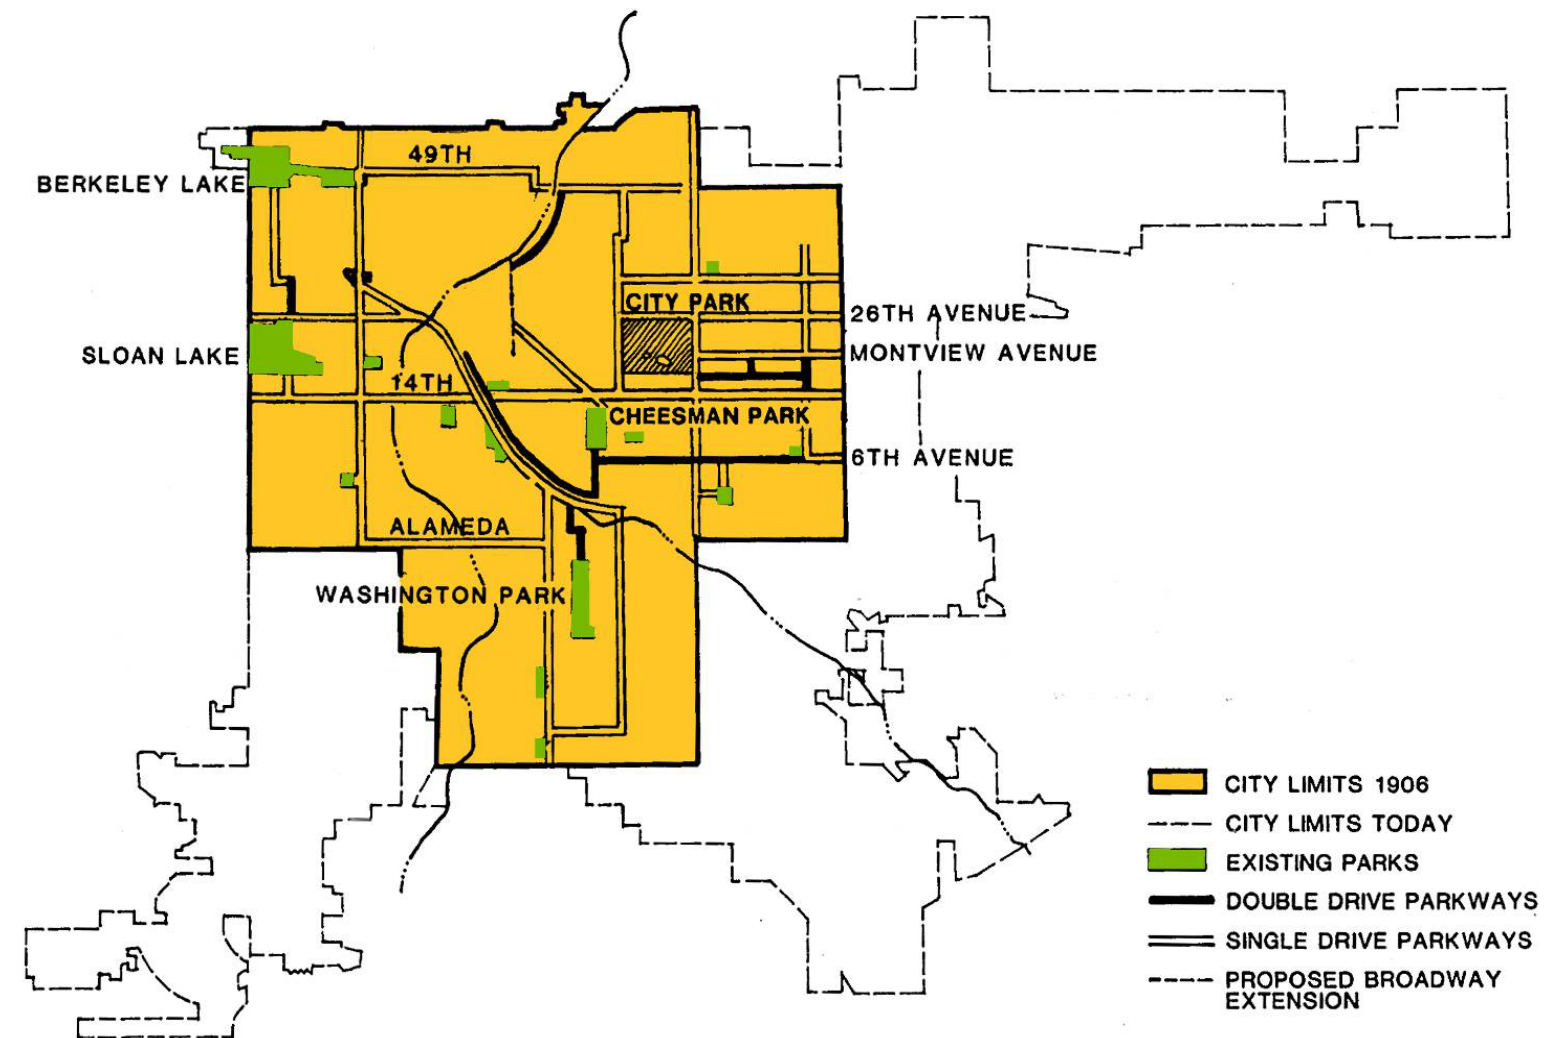 49TH
BERKELEY LAKE
CITY PARK
26TH AVENUE
SLOAN LAKE
MONTVIEW AVENUE
14TH
CHEESMAN PARK
6TH AVENUE
ALAMEDA
WASHINGTON PARK
CITY LIMITS 1906
CITY LIMITS TODAY
EXISTING PARKS
DOUBLE DRIVE PARKWAYS
SINGLE DRIVE PARKWAYS
PROPOSED BROADWAY
EXTENSION